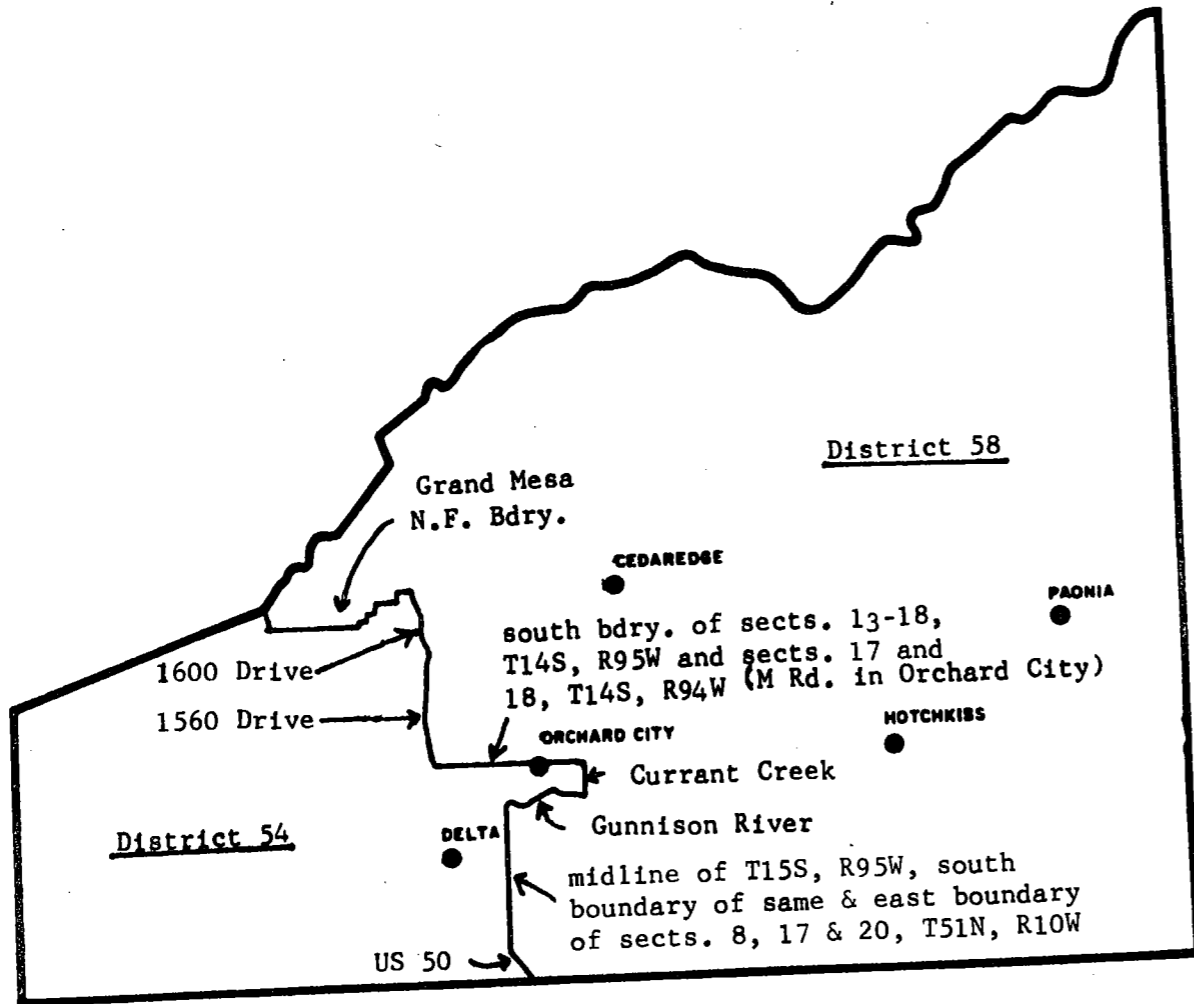 District 58
Grand Mesa
N.F. Bdry.
CEDAREDGE
PAONIA
south bdry. of sects. 13-18,
T14S, R95W and sects. 17 and
18, T14S, R94W (M Rd. in Orchard City)
1600 Drive
1560 Drive
HOTCHKISS
ORCHARD CITY
Currant Creek
Gunnison River
District 54
DELTA
midline of T15S, R95W, south
boundary of same & east boundary
of sects. 8, 17 & 20, T51N, R10W
US 50